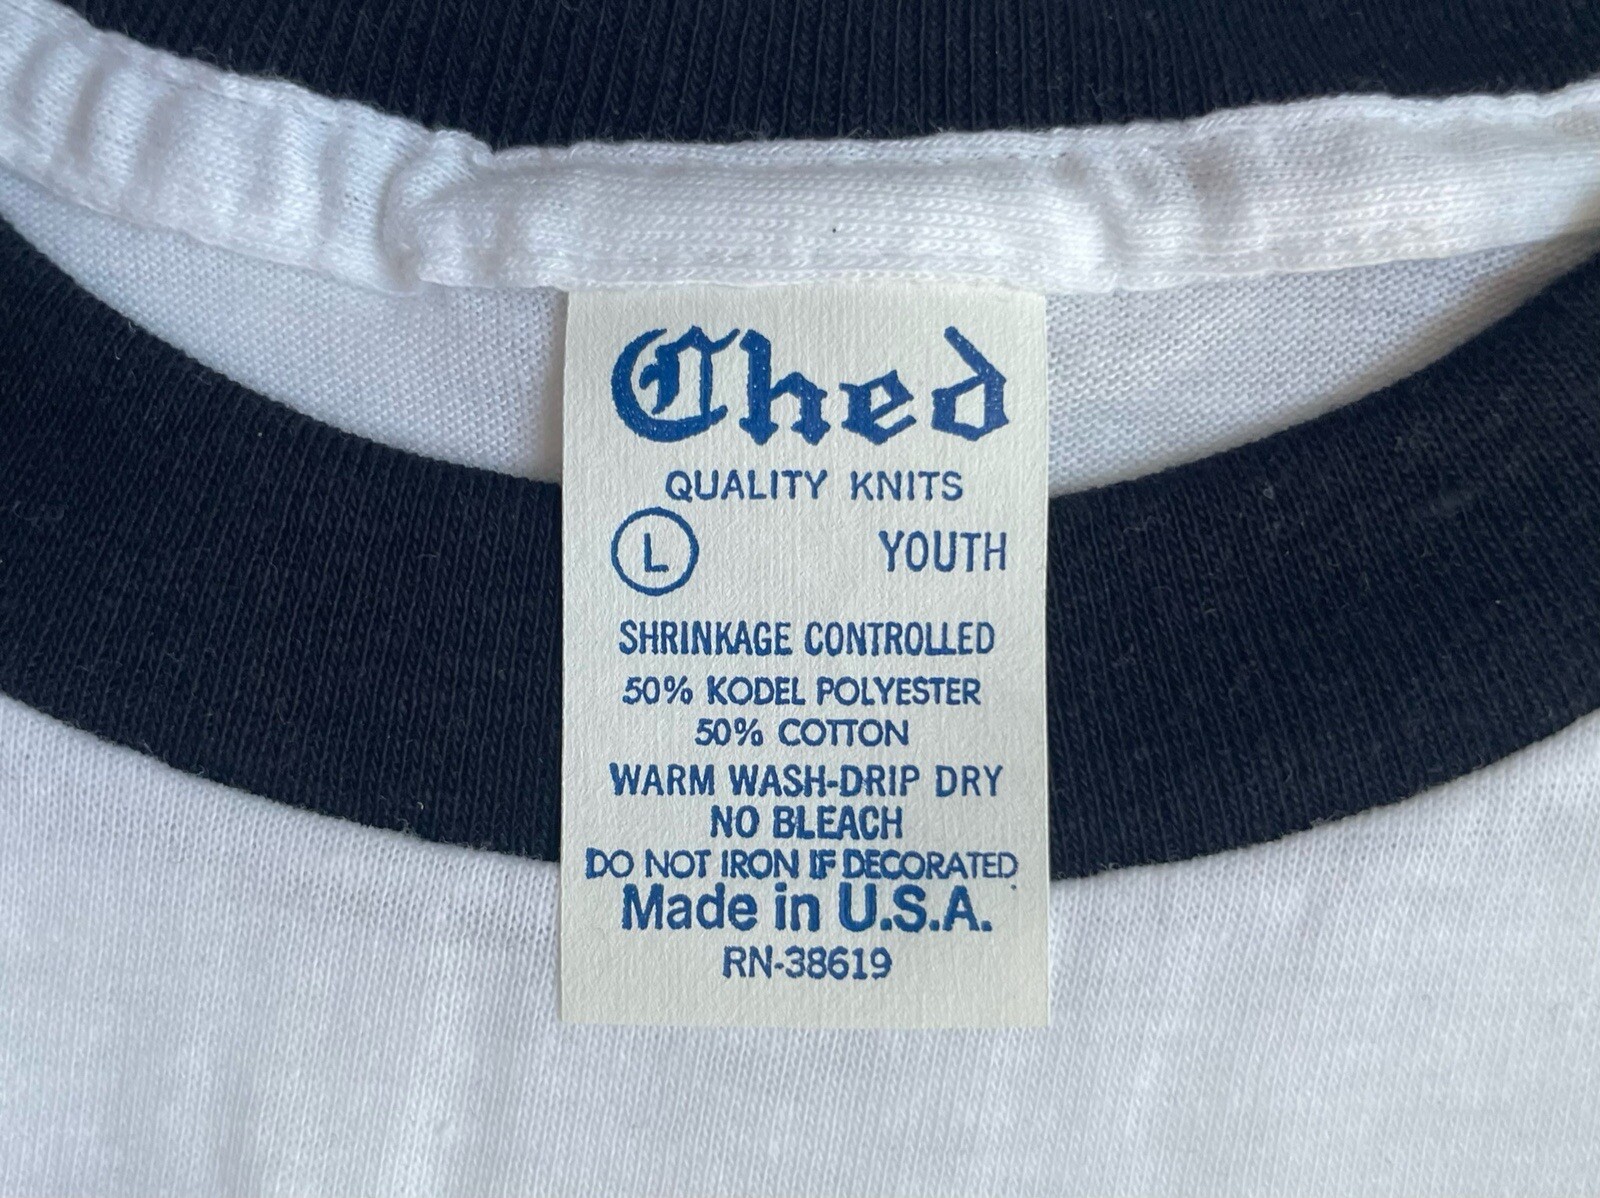 Ched
QUALITY KNITS
L YOUTH
SHRINKAGE CONTROLLED
50% KODEL POLYESTER
50% COTTON
WARM WASH-DRIP DRY
NO BLEACH
DO NOT IRON IF DECORATED
Made in U.S.A.
RN-38619